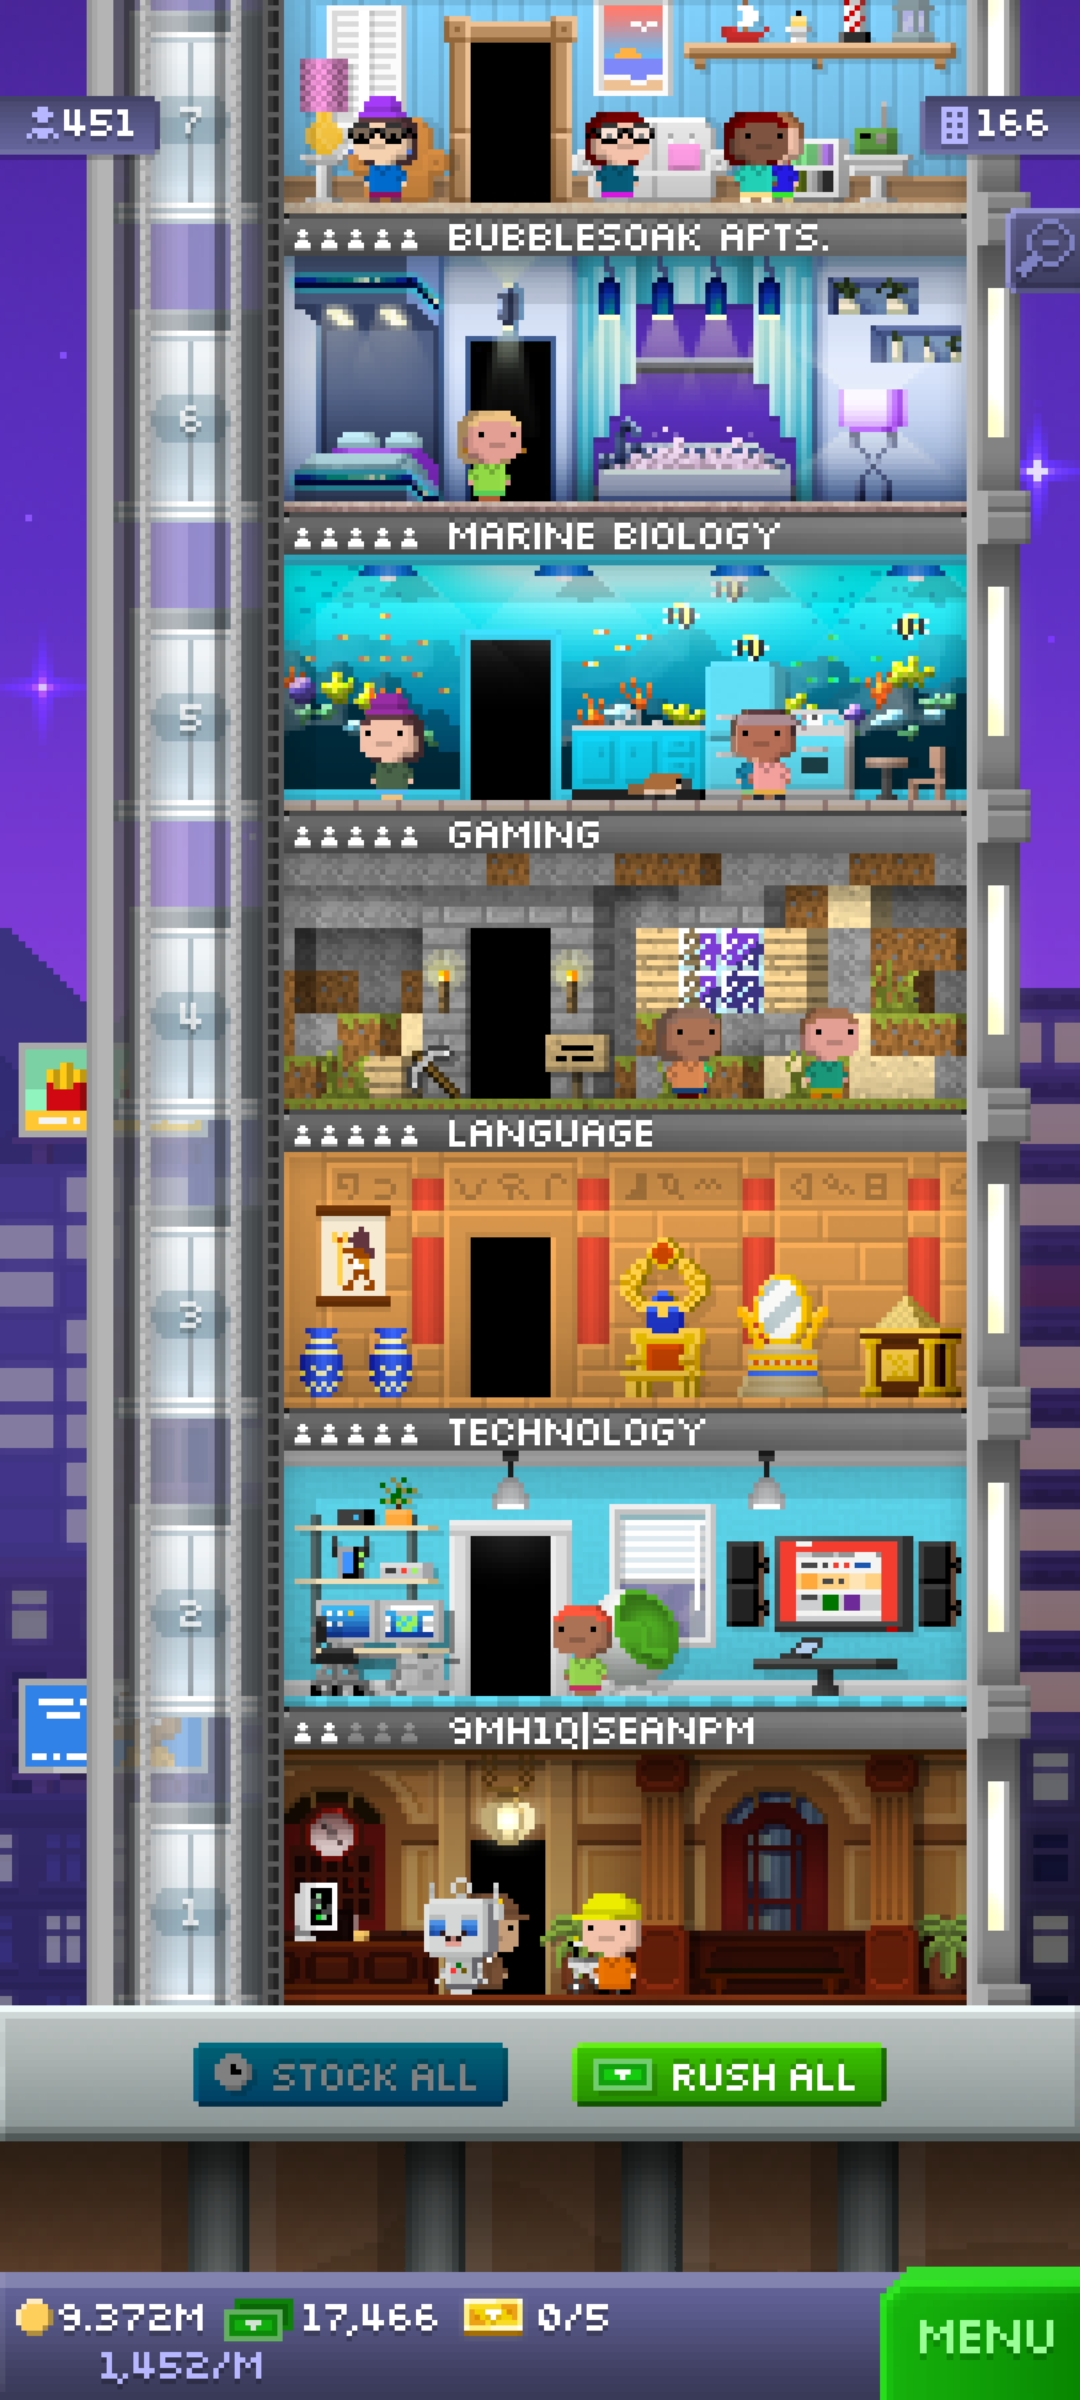 451
7
166
BUBBLESOAK APTS.
6
MARINE BIOLOGY
5
GAMING
4
LANGUAGE
3
TECHNOLOGY
2
9MH1Q|SEANPM
1
STOCK ALL
RUSH ALL
9.372M
17,466
0/5
MENU
1,452/M